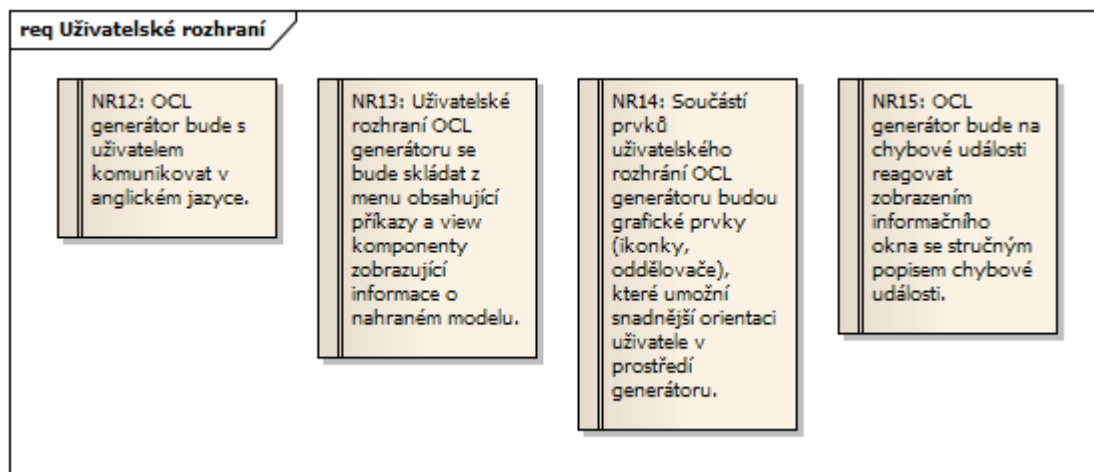 req Uživatelské rozhraní
NR12: OCL
generátor bude s
uživatelem
komunikovat v
anglickém jazyce.
NR13: Uživatelské
rozhraní OCL
generátoru se
bude skládat z
menu obsahující
příkazy a view
komponenty
zobrazující
informace o
nahraném modelu.
NR14: Součástí
prvků
uživatelského
rozhrání OCL
generátoru budou
grafické prvky
(ikonky,
oddělovače),
které umožní
snadnější orientaci
uživatele v
prostředí
generátoru.
NR15: OCL
generátor bude na
chybové události
reagovat
zobrazením
informačního
okna se stručným
popisem chybové
události.